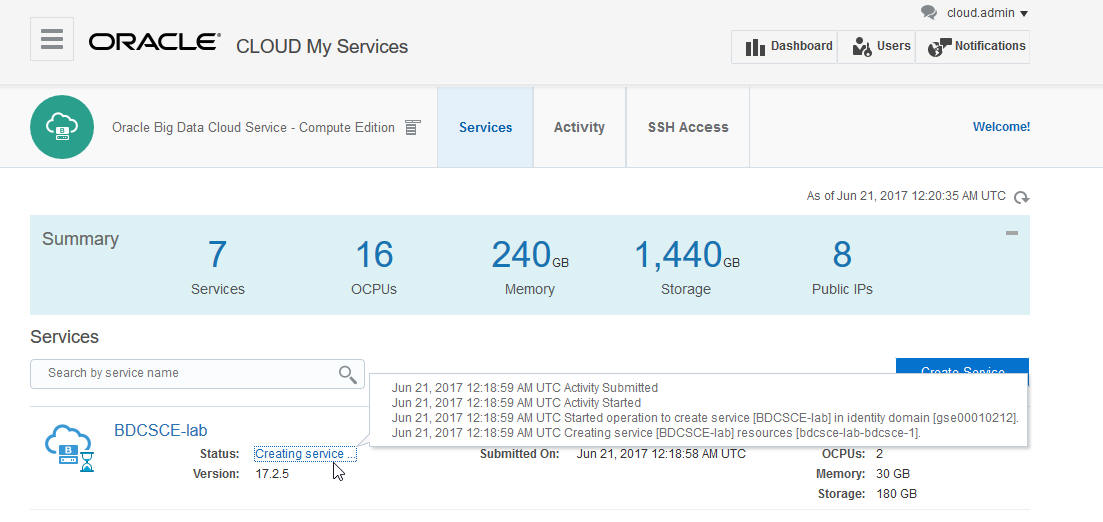 cloud.admin
ORACLE® CLOUD My Services
Dashboard Users Notifications
Oracle Big Data Cloud Service - Compute Edition Services Activity SSH Access Welcome!
As of Jun 21, 2017 12:20:35 AM UTC
Summary 7 16 240GB 1,440GB 8
Services OCPUs Memory Storage Public IPs
Services
Search by service name Create Service
Jun 21, 2017 12:18:59 AM UTC Activity Submitted
Jun 21, 2017 12:18:59 AM UTC Activity Started
Jun 21, 2017 12:18:59 AM UTC Started operation to create service [BDCSCE-lab] in identity domain [gse00010212].
Jun 21, 2017 12:18:59 AM UTC Creating service [BDCSCE-lab] resources [bdcsce-lab-bdcsce-1].
B BDCSCE-lab
Status: Creating service ... Submitted On: Jun 21, 2017 12:18:58 AM UTC OCPUs: 2
Version: 17.2.5 Memory: 30 GB
Storage: 180 GB